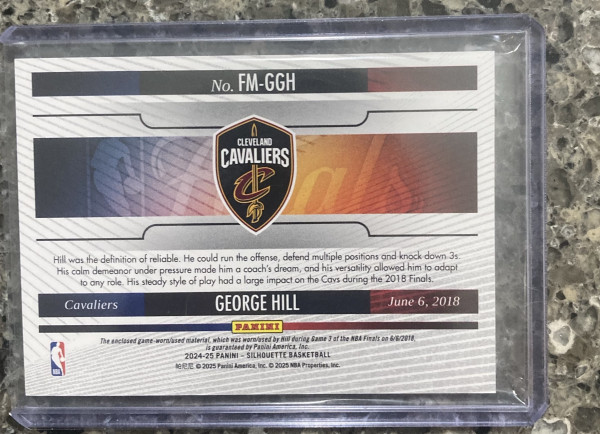 No. FM-GGH
CLEVELAND
CAVALIERS
C
Finals
Hill was the definition of reliable. He could run the offense, defend multiple positions and knock down 3s.
His calm demeanor under pressure made him a coach's dream, and his versatility allowed him to adapt
to any role. His steady style of play had a large impact on the Cavs during the 2018 Finals.
Cavaliers GEORGE HILL June 6, 2018
PANINI
The enclosed game-worn/used material, which was worn/used by Hill during Game 3 of the NBA Finals on 6/6/2018,
is guaranteed by Panini America, Inc.
2024-25 PANINI – SILHOUETTE BASKETBALL
帕尼尼 © 2025 Panini America, Inc. © 2025 NBA Properties, Inc.
NBA